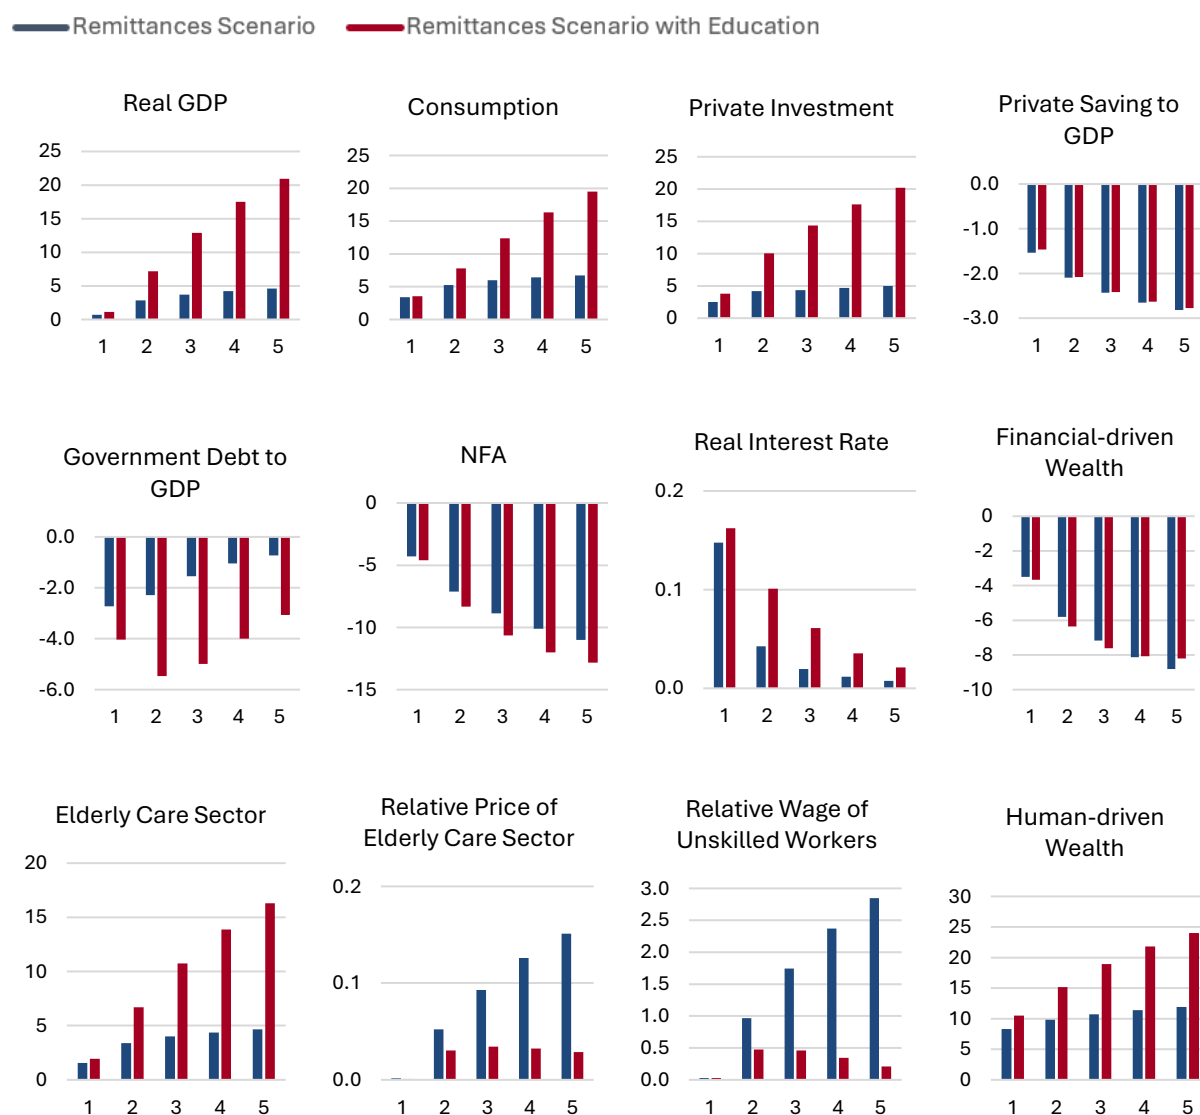 Remittances Scenario Remittances Scenario with Education
Real GDP
25
20
15
10
5
0
1 2 3 4 5
Consumption
25
20
15
10
5
0
1 2 3 4 5
Private Investment
25
20
15
10
5
0
1 2 3 4 5
Private Saving to
GDP
0.0
-1.0
-2.0
-3.0
1 2 3 4 5
Government Debt to
GDP
0.0
-2.0
-4.0
-6.0
1 2 3 4 5
NFA
0
-5
-10
-15
1 2 3 4 5
Real Interest Rate
0.2
0.1
0.0
1 2 3 4 5
Financial-driven
Wealth
0
-2
-4
-6
-8
-10
1 2 3 4 5
Elderly Care Sector
20
15
10
5
0
1 2 3 4 5
Relative Price of
Elderly Care Sector
0.2
0.1
0.0
1 2 3 4 5
Relative Wage of
Unskilled Workers
3.0
2.5
2.0
1.5
1.0
0.5
0.0
1 2 3 4 5
Human-driven
Wealth
30
25
20
15
10
5
0
1 2 3 4 5